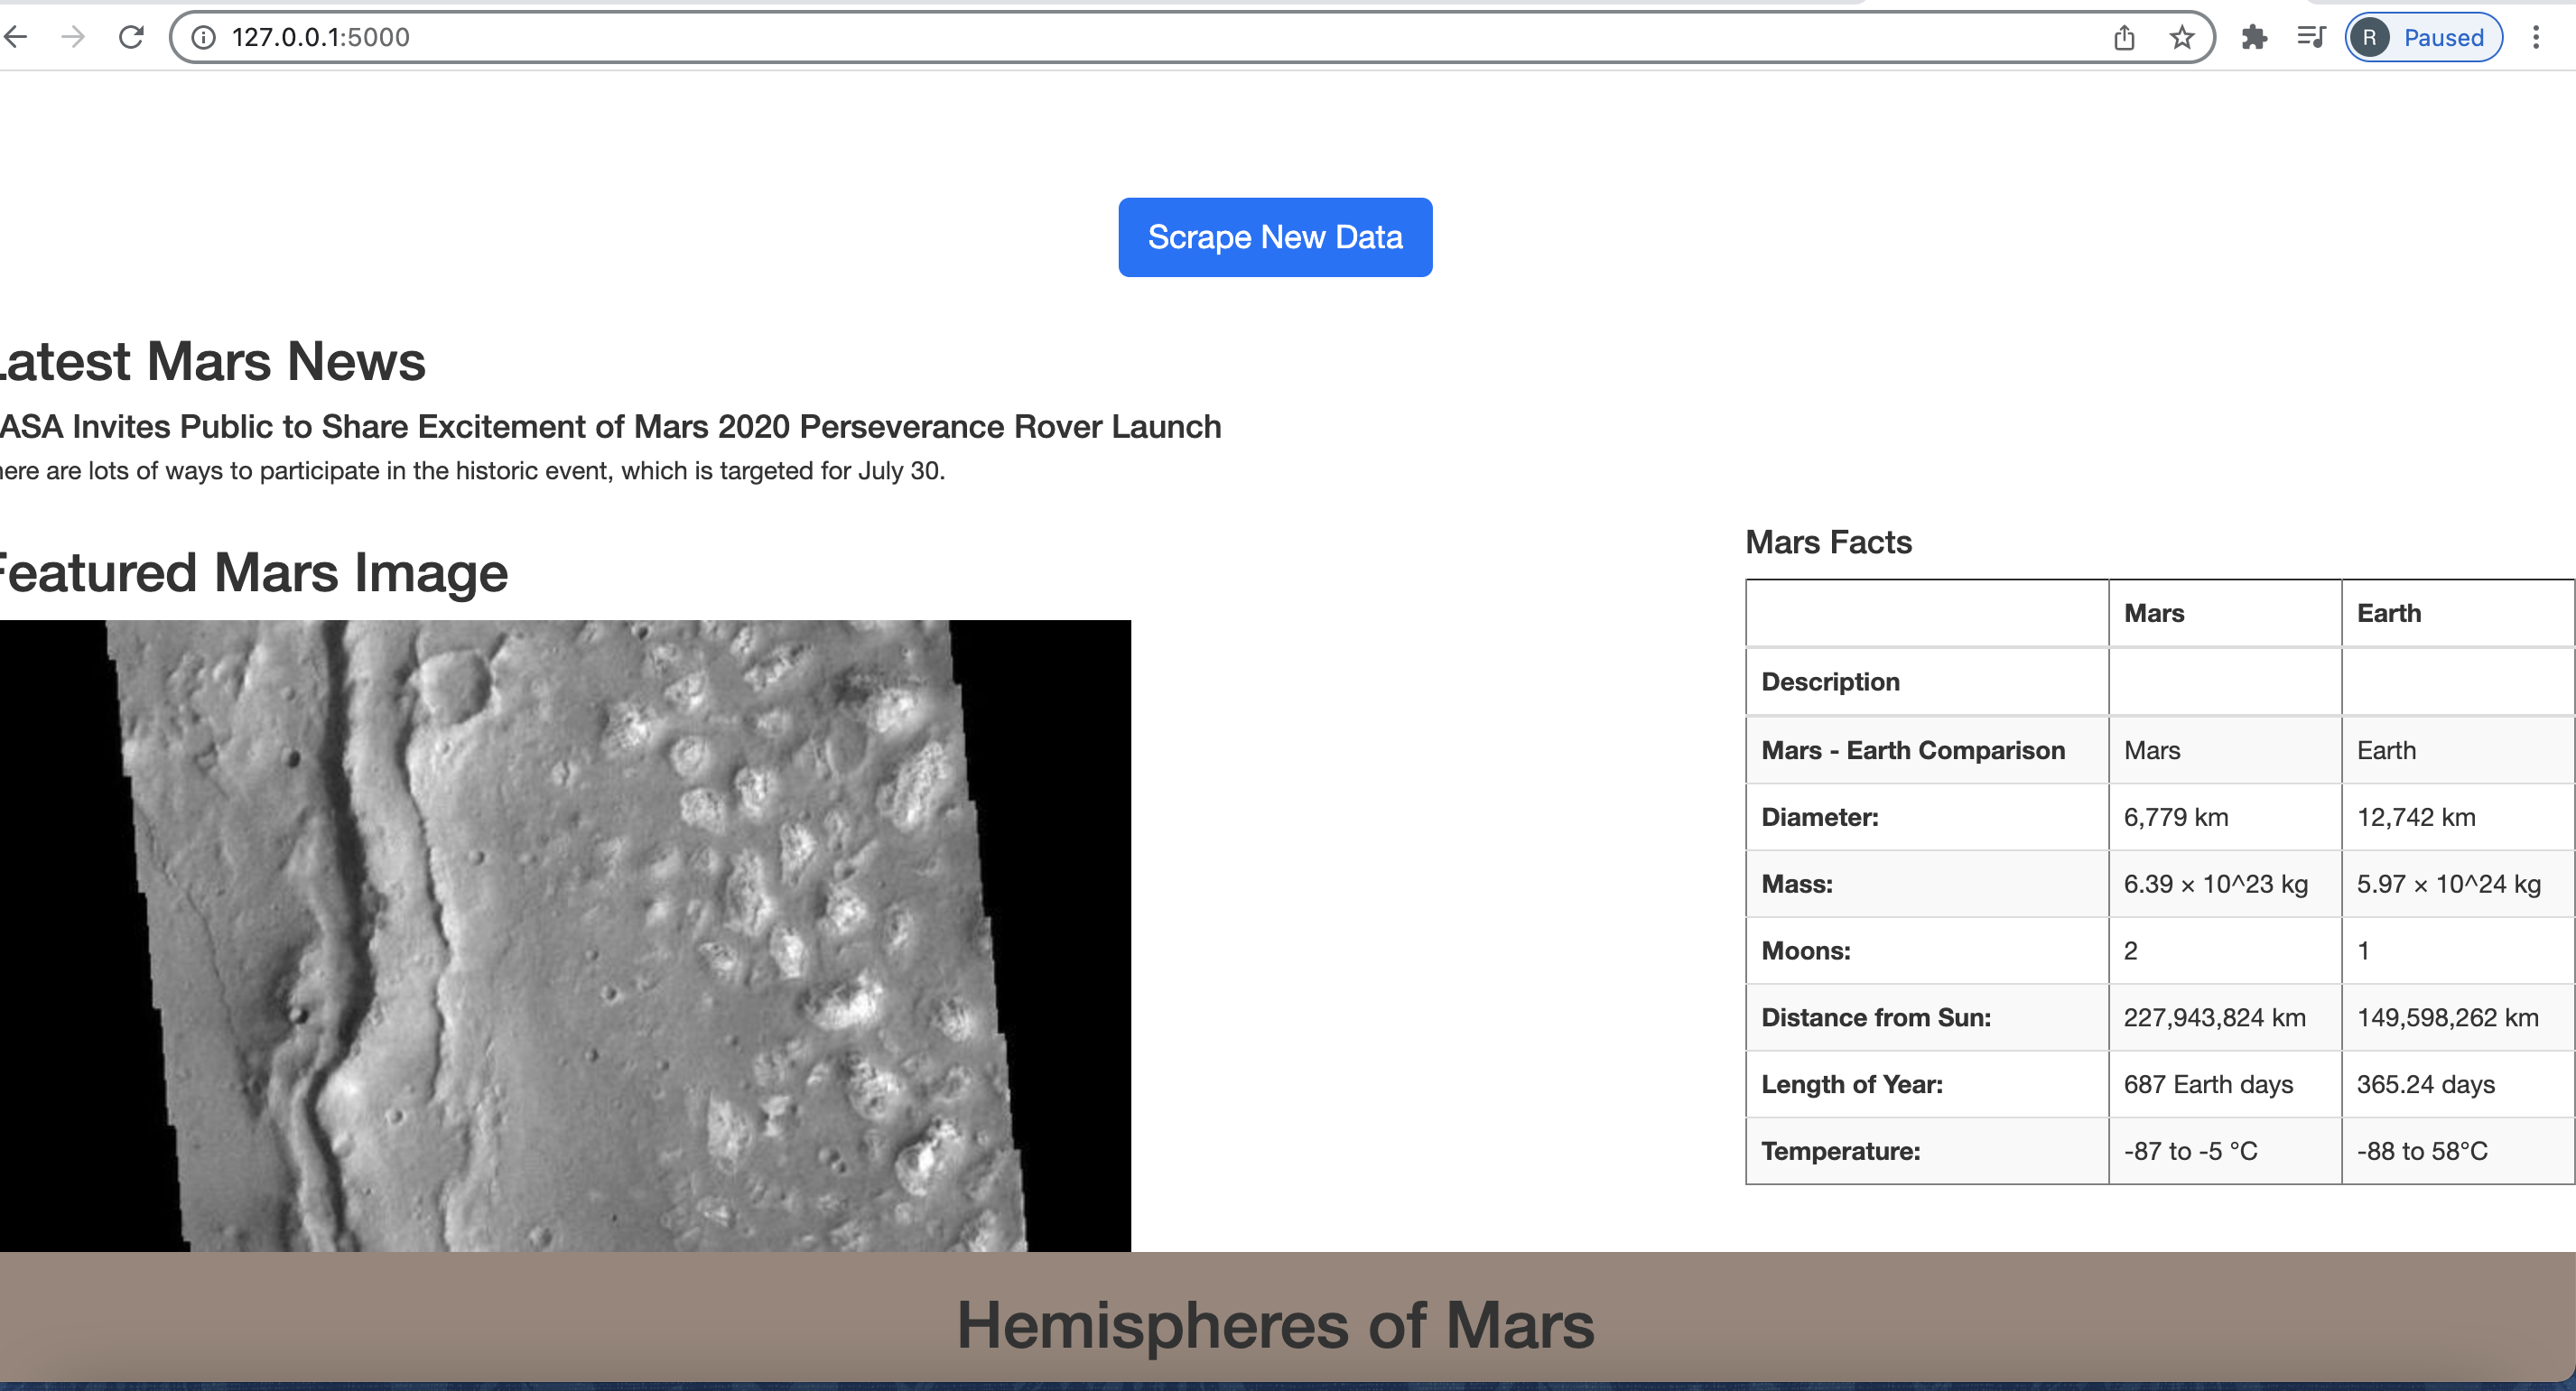 127.0.0.1:5000
R Paused
Scrape New Data
Latest Mars News
ASA Invites Public to Share Excitement of Mars 2020 Perseverance Rover Launch
ere are lots of ways to participate in the historic event, which is targeted for July 30.
Featured Mars Image
Mars Facts
Mars Earth
Description
Mars - Earth Comparison Mars Earth
Diameter: 6,779 km 12,742 km
Mass: 6.39 × 10^23 kg 5.97 × 10^24 kg
Moons: 2 1
Distance from Sun: 227,943,824 km 149,598,262 km
Length of Year: 687 Earth days 365.24 days
Temperature: -87 to -5 °C -88 to 58°C
Hemispheres of Mars